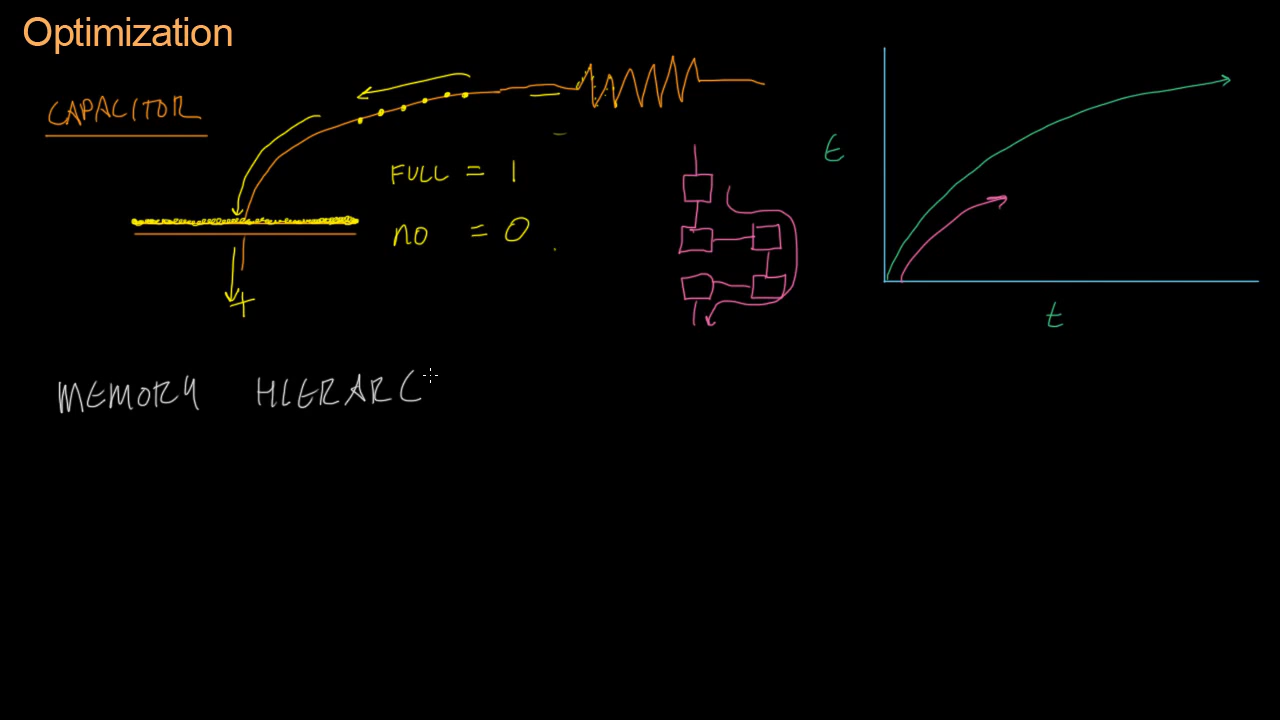 Optimization
CAPACITOR
FULL = 1
no = 0
+
E
t
MEMORY HIERARC